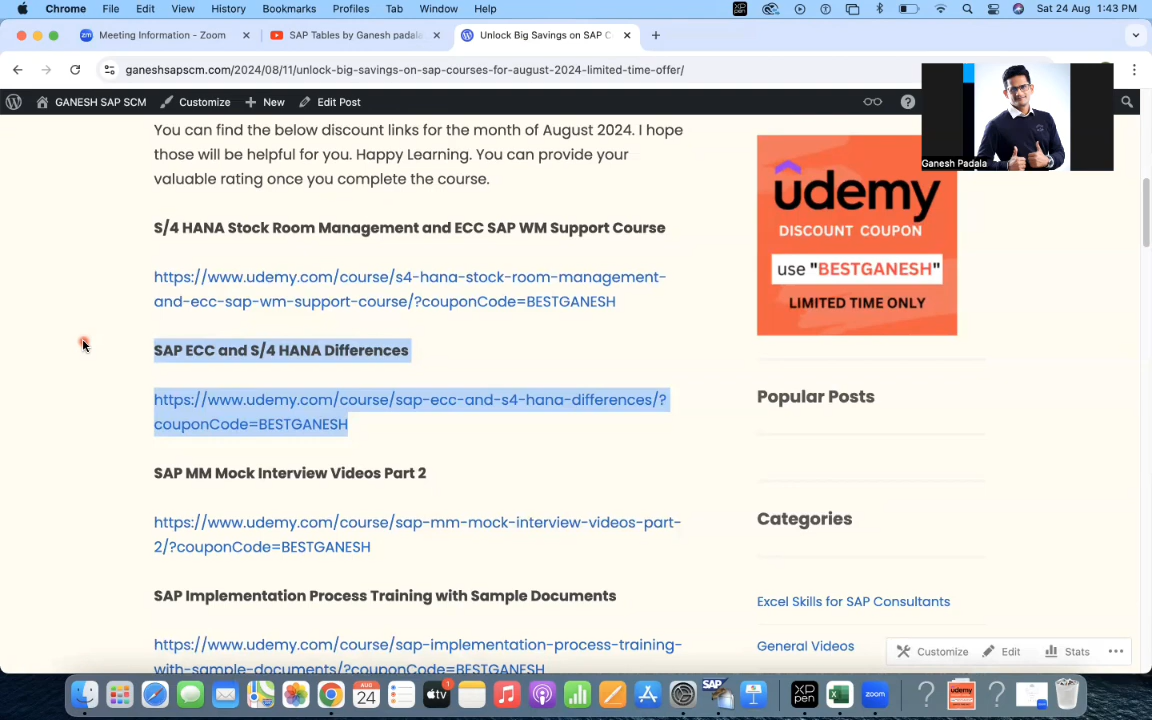 Chrome File Edit View History Bookmarks Profiles Tab Window Help Sat 24 Aug 1:43 PM
Meeting Information - Zoom SAP Tables by Ganesh padala Unlock Big Savings on SAP C
ganeshsapscm.com/2024/08/11/unlock-big-savings-on-sap-courses-for-august-2024-limited-time-offer/
GANESH SAP SCM Customize New Edit Post
Ganesh Padala
You can find the below discount links for the month of August 2024. I hope
those will be helpful for you. Happy Learning. You can provide your
valuable rating once you complete the course.
S/4 HANA Stock Room Management and ECC SAP WM Support Course
https://www.udemy.com/course/s4-hana-stock-room-management-
and-ecc-sap-wm-support-course/?couponCode=BESTGANESH
SAP ECC and S/4 HANA Differences
https://www.udemy.com/course/sap-ecc-and-s4-hana-differences/?
couponCode=BESTGANESH
SAP MM Mock Interview Videos Part 2
https://www.udemy.com/course/sap-mm-mock-interview-videos-part-
2/?couponCode=BESTGANESH
SAP Implementation Process Training with Sample Documents
https://www.udemy.com/course/sap-implementation-process-training-
with-sample-documents/?couponCode=BESTGANESH
udemy
DISCOUNT COUPON
use "BESTGANESH"
LIMITED TIME ONLY
Popular Posts
Categories
Excel Skills for SAP Consultants
General Videos
Customize Edit Stats
24
SAP
zoom